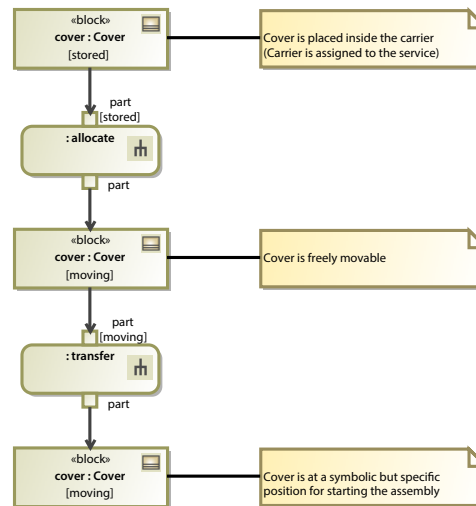 «block»
cover : Cover
[stored]
Cover is placed inside the carrier
(Carrier is assigned to the service)
part
[stored]
: allocate
part
«block»
cover : Cover
[moving]
Cover is freely movable
part
[moving]
: transfer
part
«block»
cover : Cover
[moving]
Cover is at a symbolic but specific
position for starting the assembly